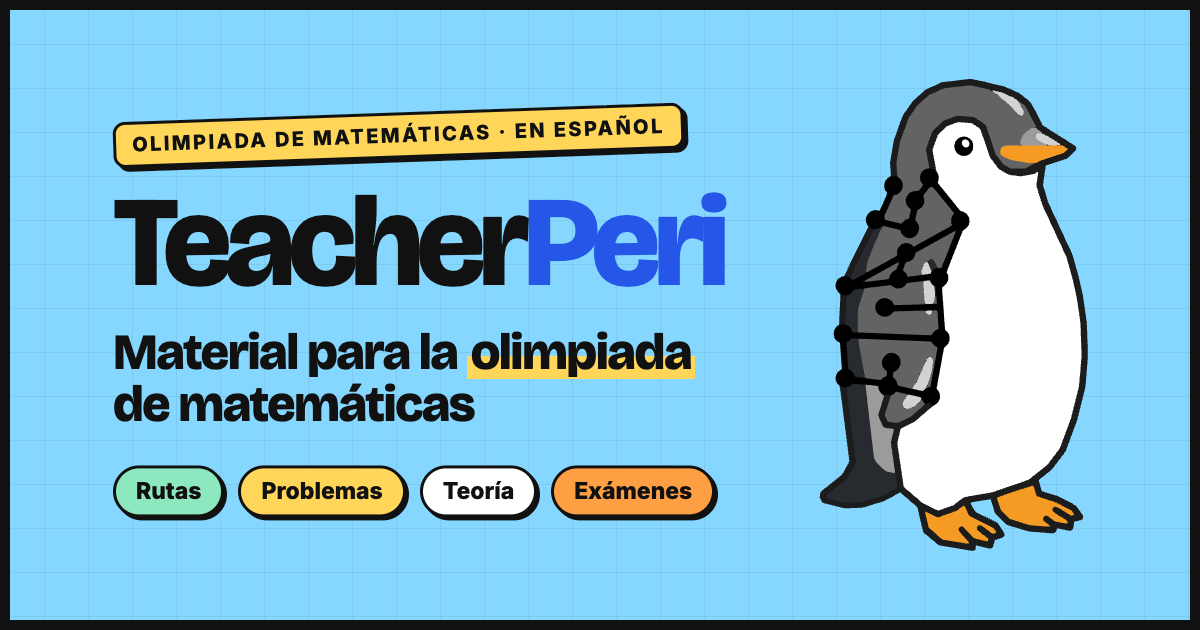 OLIMPIADA DE MATEMÁTICAS · EN ESPAÑOL
TeacherPeri
Material para la olimpiada
de matemáticas
Rutas
Problemas
Teoría
Exámenes